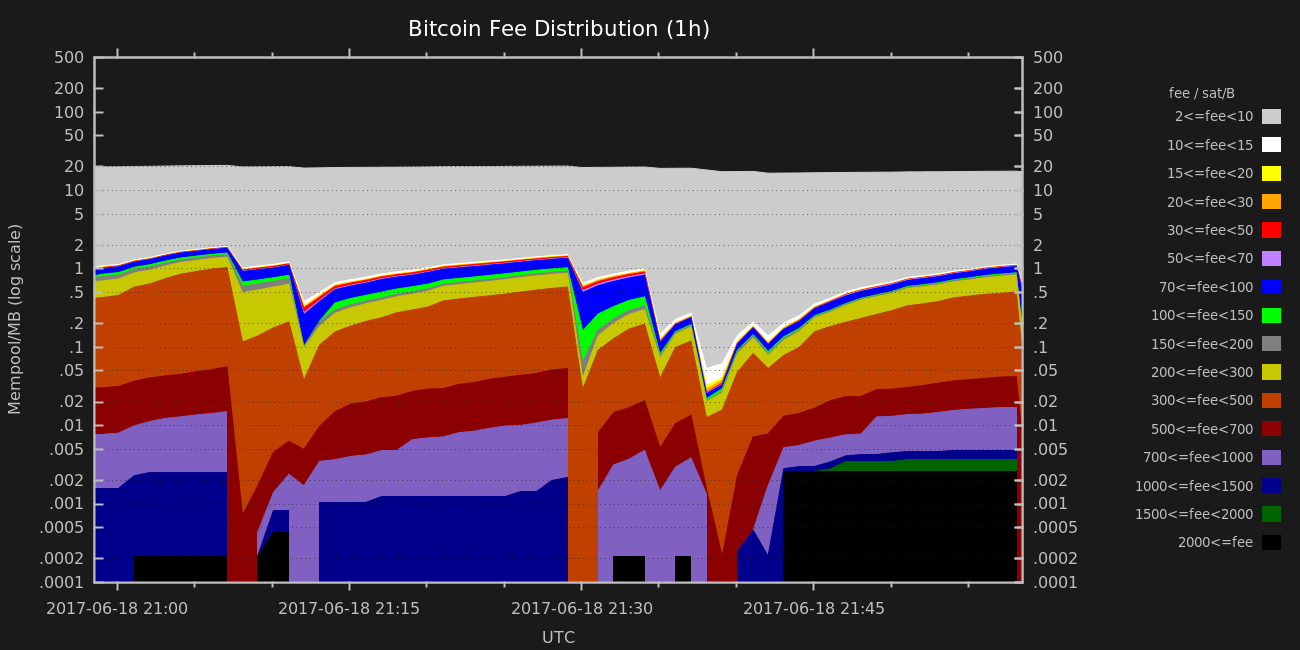 Bitcoin Fee Distribution (1h)
500
200
100
50
20
10
5
2
1
.5
.2
.1
.05
.02
.01
.005
.002
.001
.0005
.0002
.0001
Mempool/MB (log scale)
500
200
100
50
20
10
5
2
1
.5
.2
.1
.05
.02
.01
.005
.002
.001
.0005
.0002
.0001
2017-06-18 21:00 2017-06-18 21:15 2017-06-18 21:30 2017-06-18 21:45
UTC
fee / sat/B
2<=fee<10
10<=fee<15
15<=fee<20
20<=fee<30
30<=fee<50
50<=fee<70
70<=fee<100
100<=fee<150
150<=fee<200
200<=fee<300
300<=fee<500
500<=fee<700
700<=fee<1000
1000<=fee<1500
1500<=fee<2000
2000<=fee